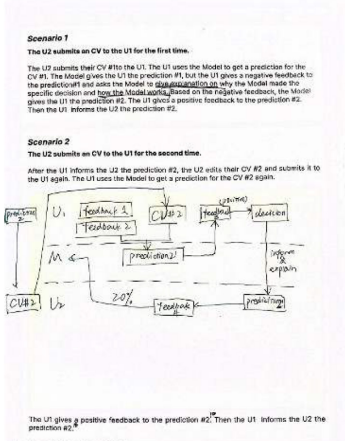 Scenario 1
The U2 submits an CV to the U1 for the first time.
The U2 submits their CV #1to the U1. The U1 uses the Model to get a prediction for the
CV #1. The Model gives the U1 the prediction #1, but the U1 gives a negative feedback to
the prediction#1 and asks the Model to give explanation on why the Model made the
specific decision and how the Model works. Based on the negative feedback, the Model
gives the U1 the prediction #2. The U1 gives a positive feedback to the prediction #2.
Then the U1 informs the U2 the prediction #2.
Scenario 2
The U2 submits an CV to the U1 for the second time.
After the U1 informs the U2 the prediction #2, the U2 edits their CV #2 and submits it to
the U1 again. The U1 uses the Model to get a prediction for the CV #2 again.
(positive)
prediction 2
U1
feedback 1
CV#2
feedback
decision
feedback 2
M
prediction 2'
inform
&
explain
CV#2
U2
20%
feedback
The U1 gives a positive feedback to the prediction #2. Then the U1 informs the U2 the
prediction #2.